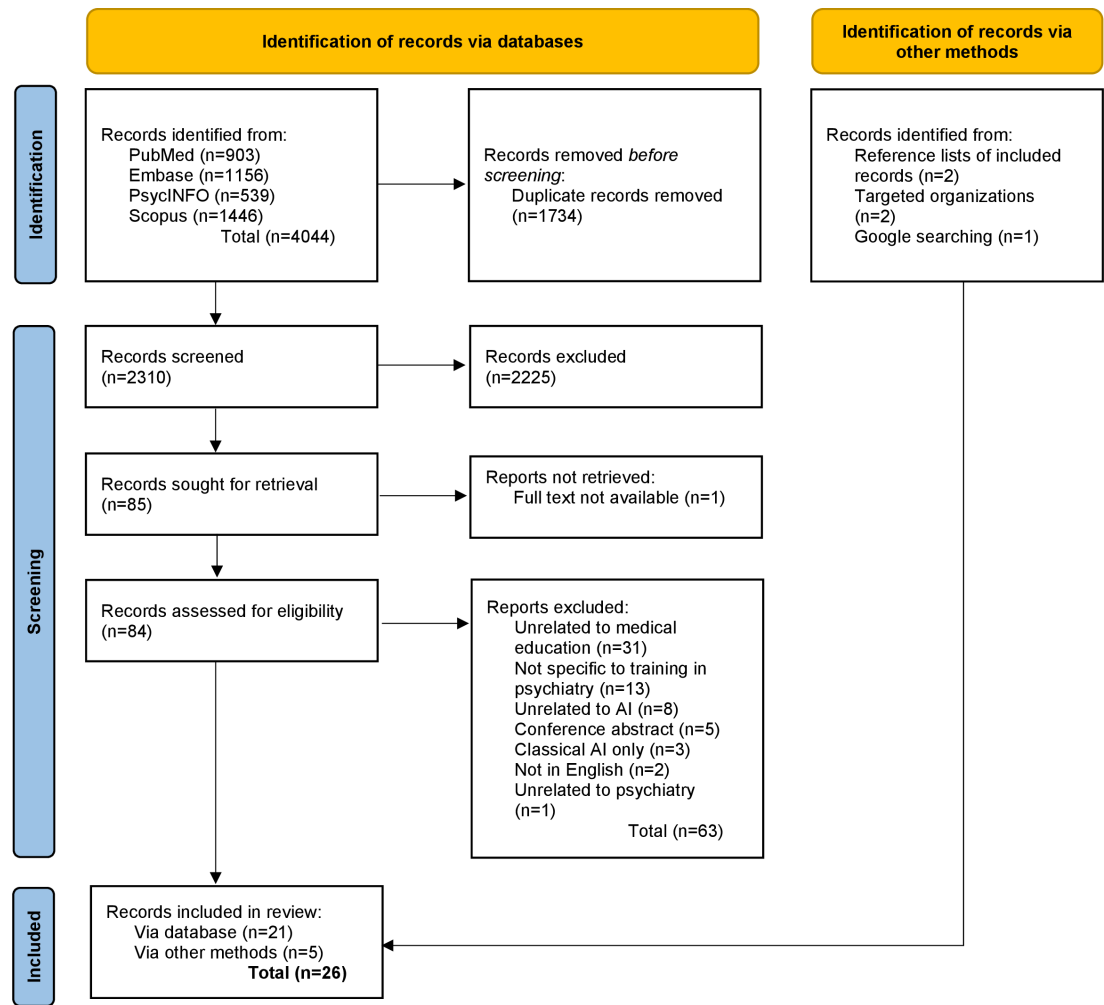 Identification of records via databases
Identification of records via
other methods
Identification
Records identified from:
PubMed (n=903)
Embase (n=1156)
PsycINFO (n=539)
Scopus (n=1446)
Total (n=4044)
Records removed before
screening:
Duplicate records removed
(n=1734)
Records identified from:
Reference lists of included
records (n=2)
Targeted organizations
(n=2)
Google searching (n=1)
Screening
Records screened
(n=2310)
Records excluded
(n=2225)
Records sought for retrieval
(n=85)
Reports not retrieved:
Full text not available (n=1)
Records assessed for eligibility
(n=84)
Reports excluded:
Unrelated to medical
education (n=31)
Not specific to training in
psychiatry (n=13)
Unrelated to AI (n=8)
Conference abstract (n=5)
Classical AI only (n=3)
Not in English (n=2)
Unrelated to psychiatry
(n=1)
Total (n=63)
Included
Records included in review:
Via database (n=21)
Via other methods (n=5)
Total (n=26)